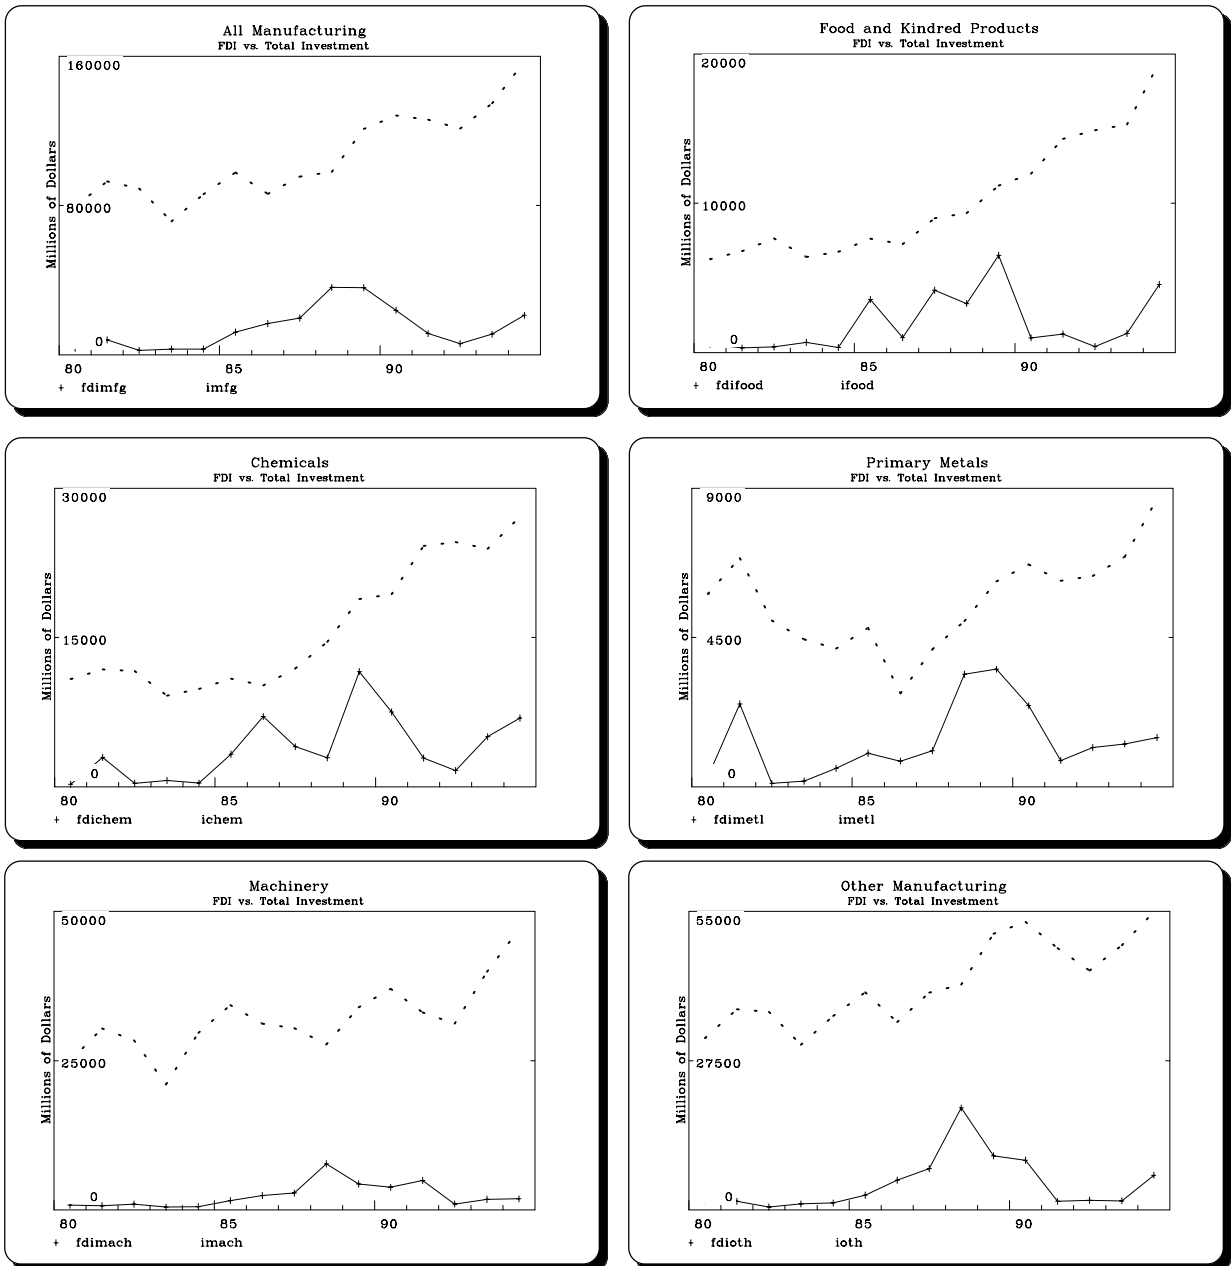 All Manufacturing
FDI vs. Total Investment
160000
80000
0
Millions of Dollars
80 85 90
+ fdimfg imfg
Food and Kindred Products
FDI vs. Total Investment
20000
10000
0
Millions of Dollars
80 85 90
+ fdifood ifood
Chemicals
FDI vs. Total Investment
30000
15000
0
Millions of Dollars
80 85 90
+ fdichem ichem
Primary Metals
FDI vs. Total Investment
9000
4500
0
Millions of Dollars
80 85 90
+ fdimetl imetl
Machinery
FDI vs. Total Investment
50000
25000
0
Millions of Dollars
80 85 90
+ fdimach imach
Other Manufacturing
FDI vs. Total Investment
55000
27500
0
Millions of Dollars
80 85 90
+ fdioth ioth